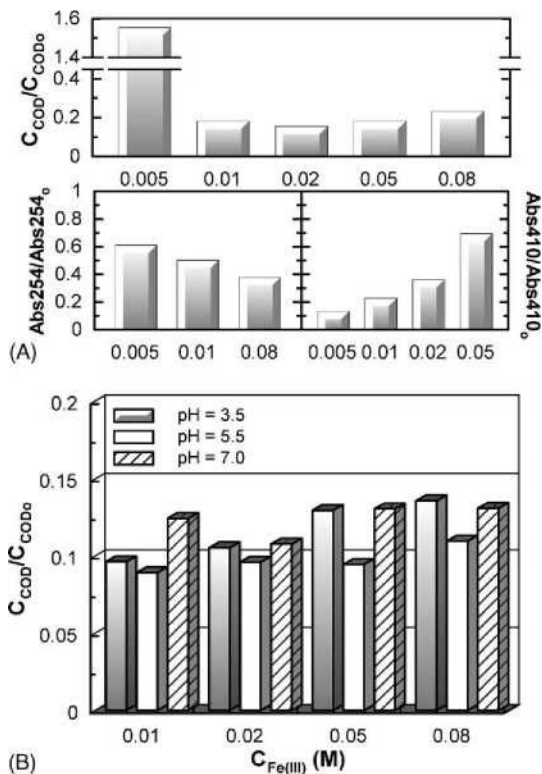 (A)
C_COD/C_CODo
1.6
1.4
0.4
0.2
0
0.005 0.01 0.02 0.05 0.08
Abs254/Abs254_o
1
0.8
0.6
0.4
0.2
0
0.005 0.01 0.08
0.005 0.01 0.02 0.05
Abs410/Abs410_o
(B)
C_COD/C_CODo
0.2
0.15
0.1
0.05
0
pH = 3.5
pH = 5.5
pH = 7.0
0.01 0.02 0.05 0.08
C_Fe(III) (M)